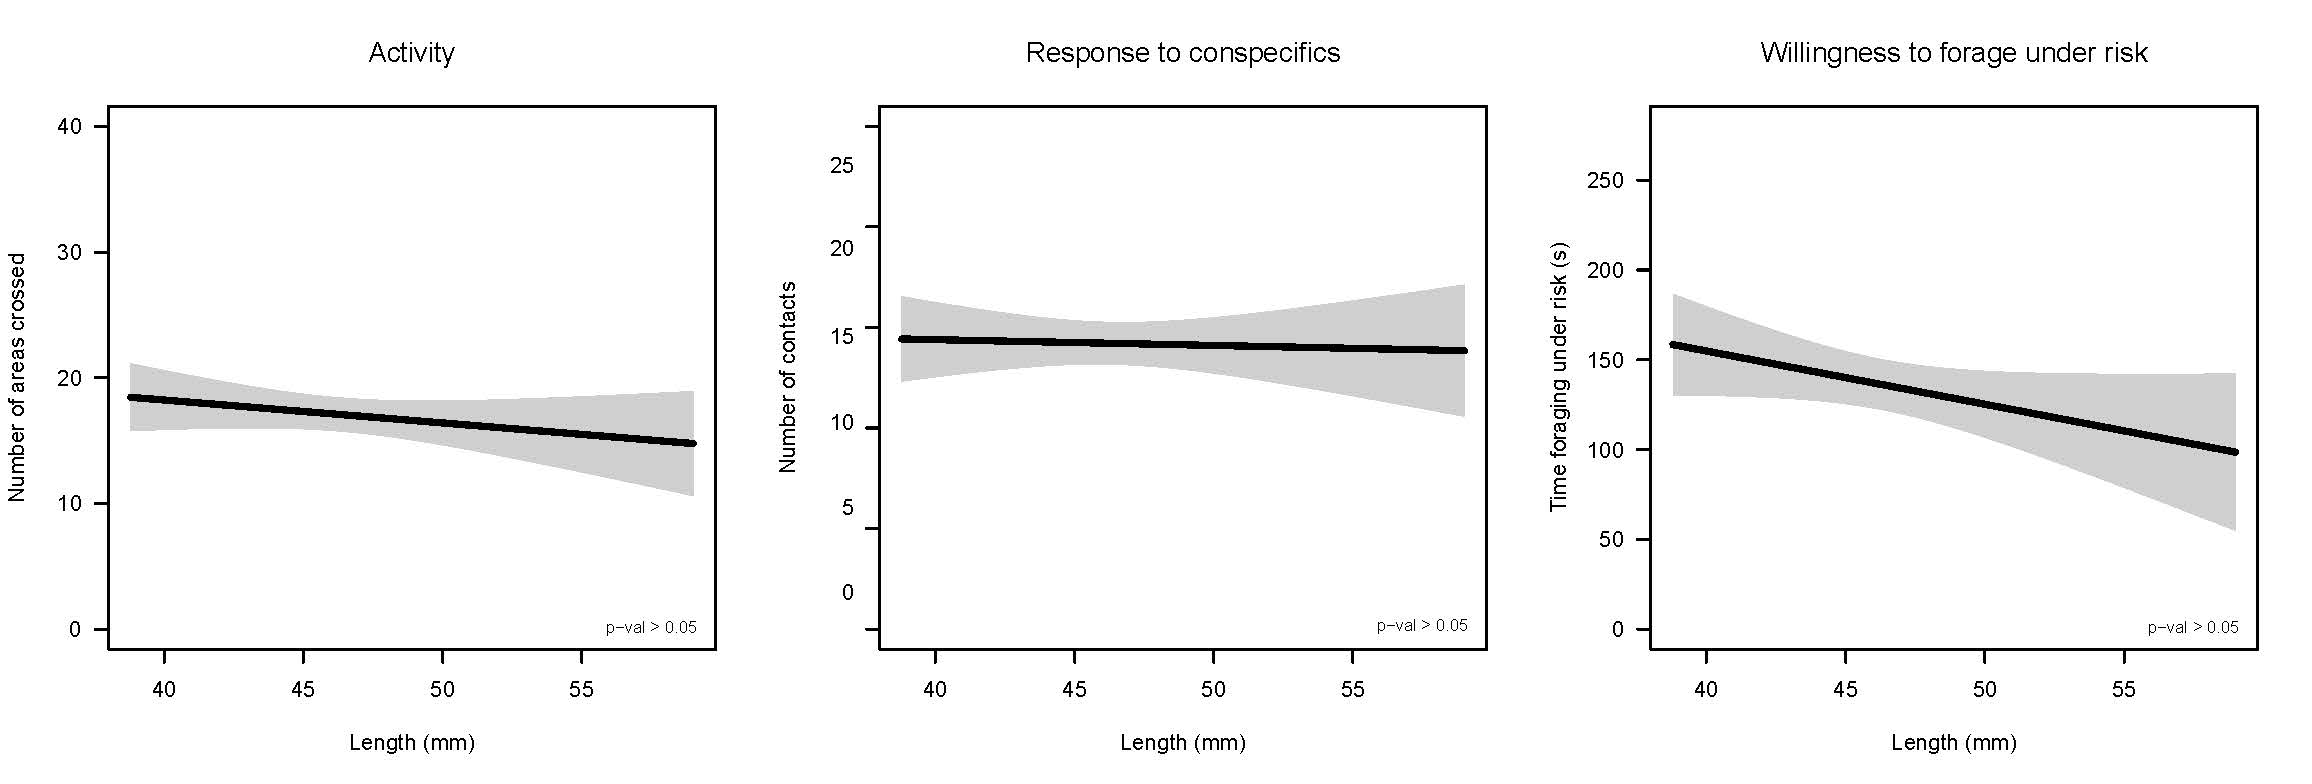 Activity
Number of areas crossed
40
30
20
10
0
p-val > 0.05
40 45 50 55
Length (mm)
Response to conspecifics
Number of contacts
25
20
15
10
5
0
p-val > 0.05
40 45 50 55
Length (mm)
Willingness to forage under risk
Time foraging under risk (s)
250
200
150
100
50
0
p-val > 0.05
40 45 50 55
Length (mm)